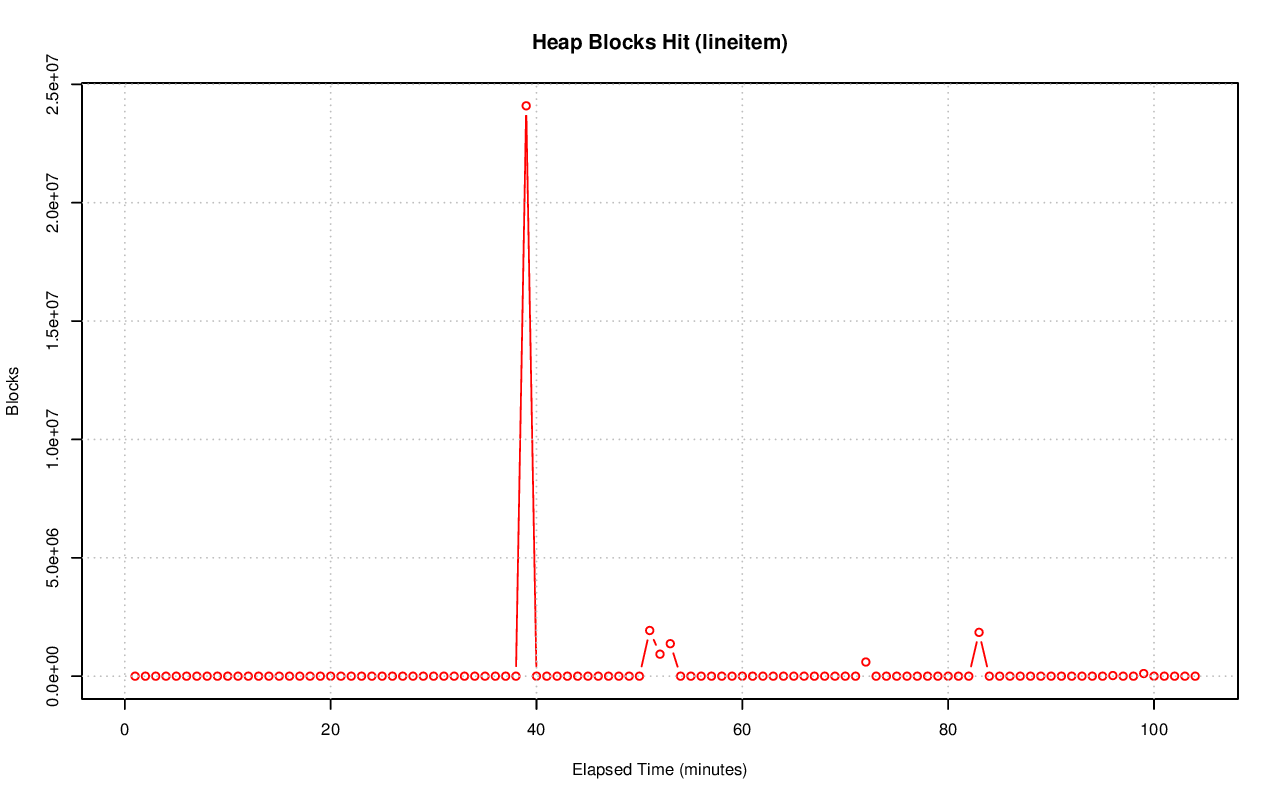 Heap Blocks Hit (lineitem)
Blocks
2.5e+07
2.0e+07
1.5e+07
1.0e+07
5.0e+06
0.0e+00
0 20 40 60 80 100
Elapsed Time (minutes)